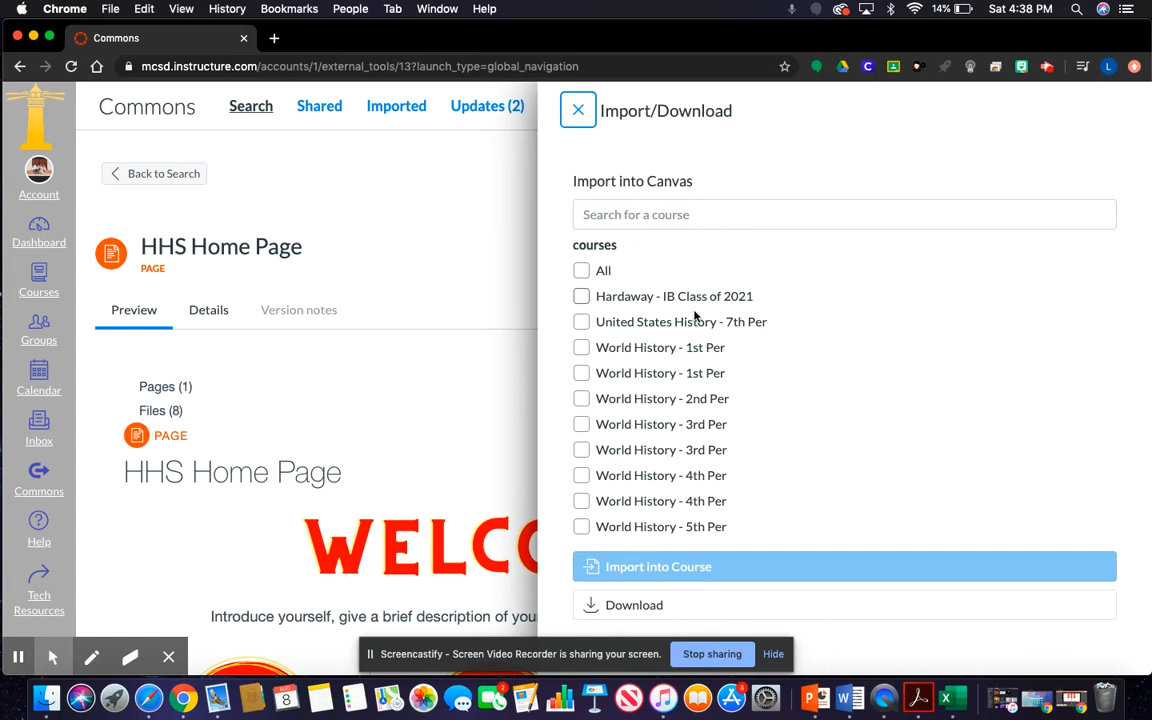 Chrome File Edit View History Bookmarks People Tab Window Help 14% Sat 4:38 PM
Commons
mcsd.instructure.com/accounts/1/external_tools/13?launch_type=global_navigation
Commons Search Shared Imported Updates (2)
Import/Download
Back to Search
Import into Canvas
Account
Search for a course
Dashboard
HHS Home Page
PAGE
courses
All
Courses
Hardaway - IB Class of 2021
Preview Details Version notes
United States History - 7th Per
Groups
World History - 1st Per
World History - 1st Per
Calendar
Pages (1)
World History - 2nd Per
Files (8)
World History - 3rd Per
Inbox
PAGE
World History - 3rd Per
HHS Home Page
World History - 4th Per
Commons
World History - 4th Per
World History - 5th Per
Help
WELCO
Import into Course
Tech
Resources
Download
Introduce yourself, give a brief description of you
Screencastify - Screen Video Recorder is sharing your screen. Stop sharing Hide
AUG
8